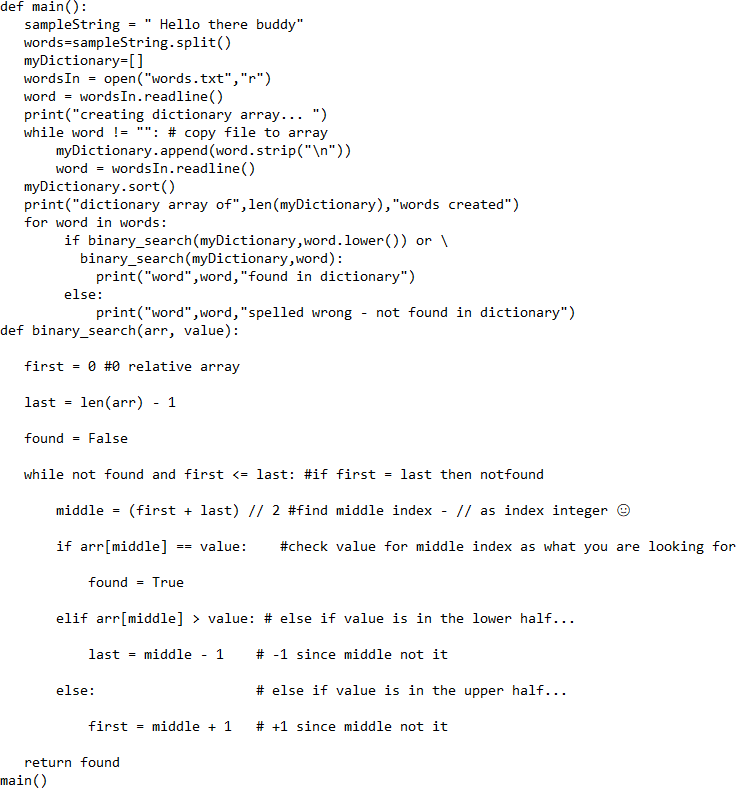 def main():
   sampleString = " Hello there buddy"
   words=sampleString.split()
   myDictionary=[]
   wordsIn = open("words.txt","r")
   word = wordsIn.readline()
   print("creating dictionary array... ")
   while word != "": # copy file to array
       myDictionary.append(word.strip("\n"))
       word = wordsIn.readline()
   myDictionary.sort()
   print("dictionary array of",len(myDictionary),"words created")
   for word in words:
        if binary_search(myDictionary,word.lower()) or \
          binary_search(myDictionary,word):
            print("word",word,"found in dictionary")
        else:
            print("word",word,"spelled wrong - not found in dictionary")
def binary_search(arr, value):
   first = 0 #0 relative array
   last = len(arr) - 1
   found = False
   while not found and first <= last: #if first = last then notfound
       middle = (first + last) // 2 #find middle index - // as index integer ☺
       if arr[middle] == value:    #check value for middle index as what you are looking for
           found = True
       elif arr[middle] > value: # else if value is in the lower half...
           last = middle - 1    # -1 since middle not it
       else:                    # else if value is in the upper half...
           first = middle + 1   # +1 since middle not it
   return found
main()